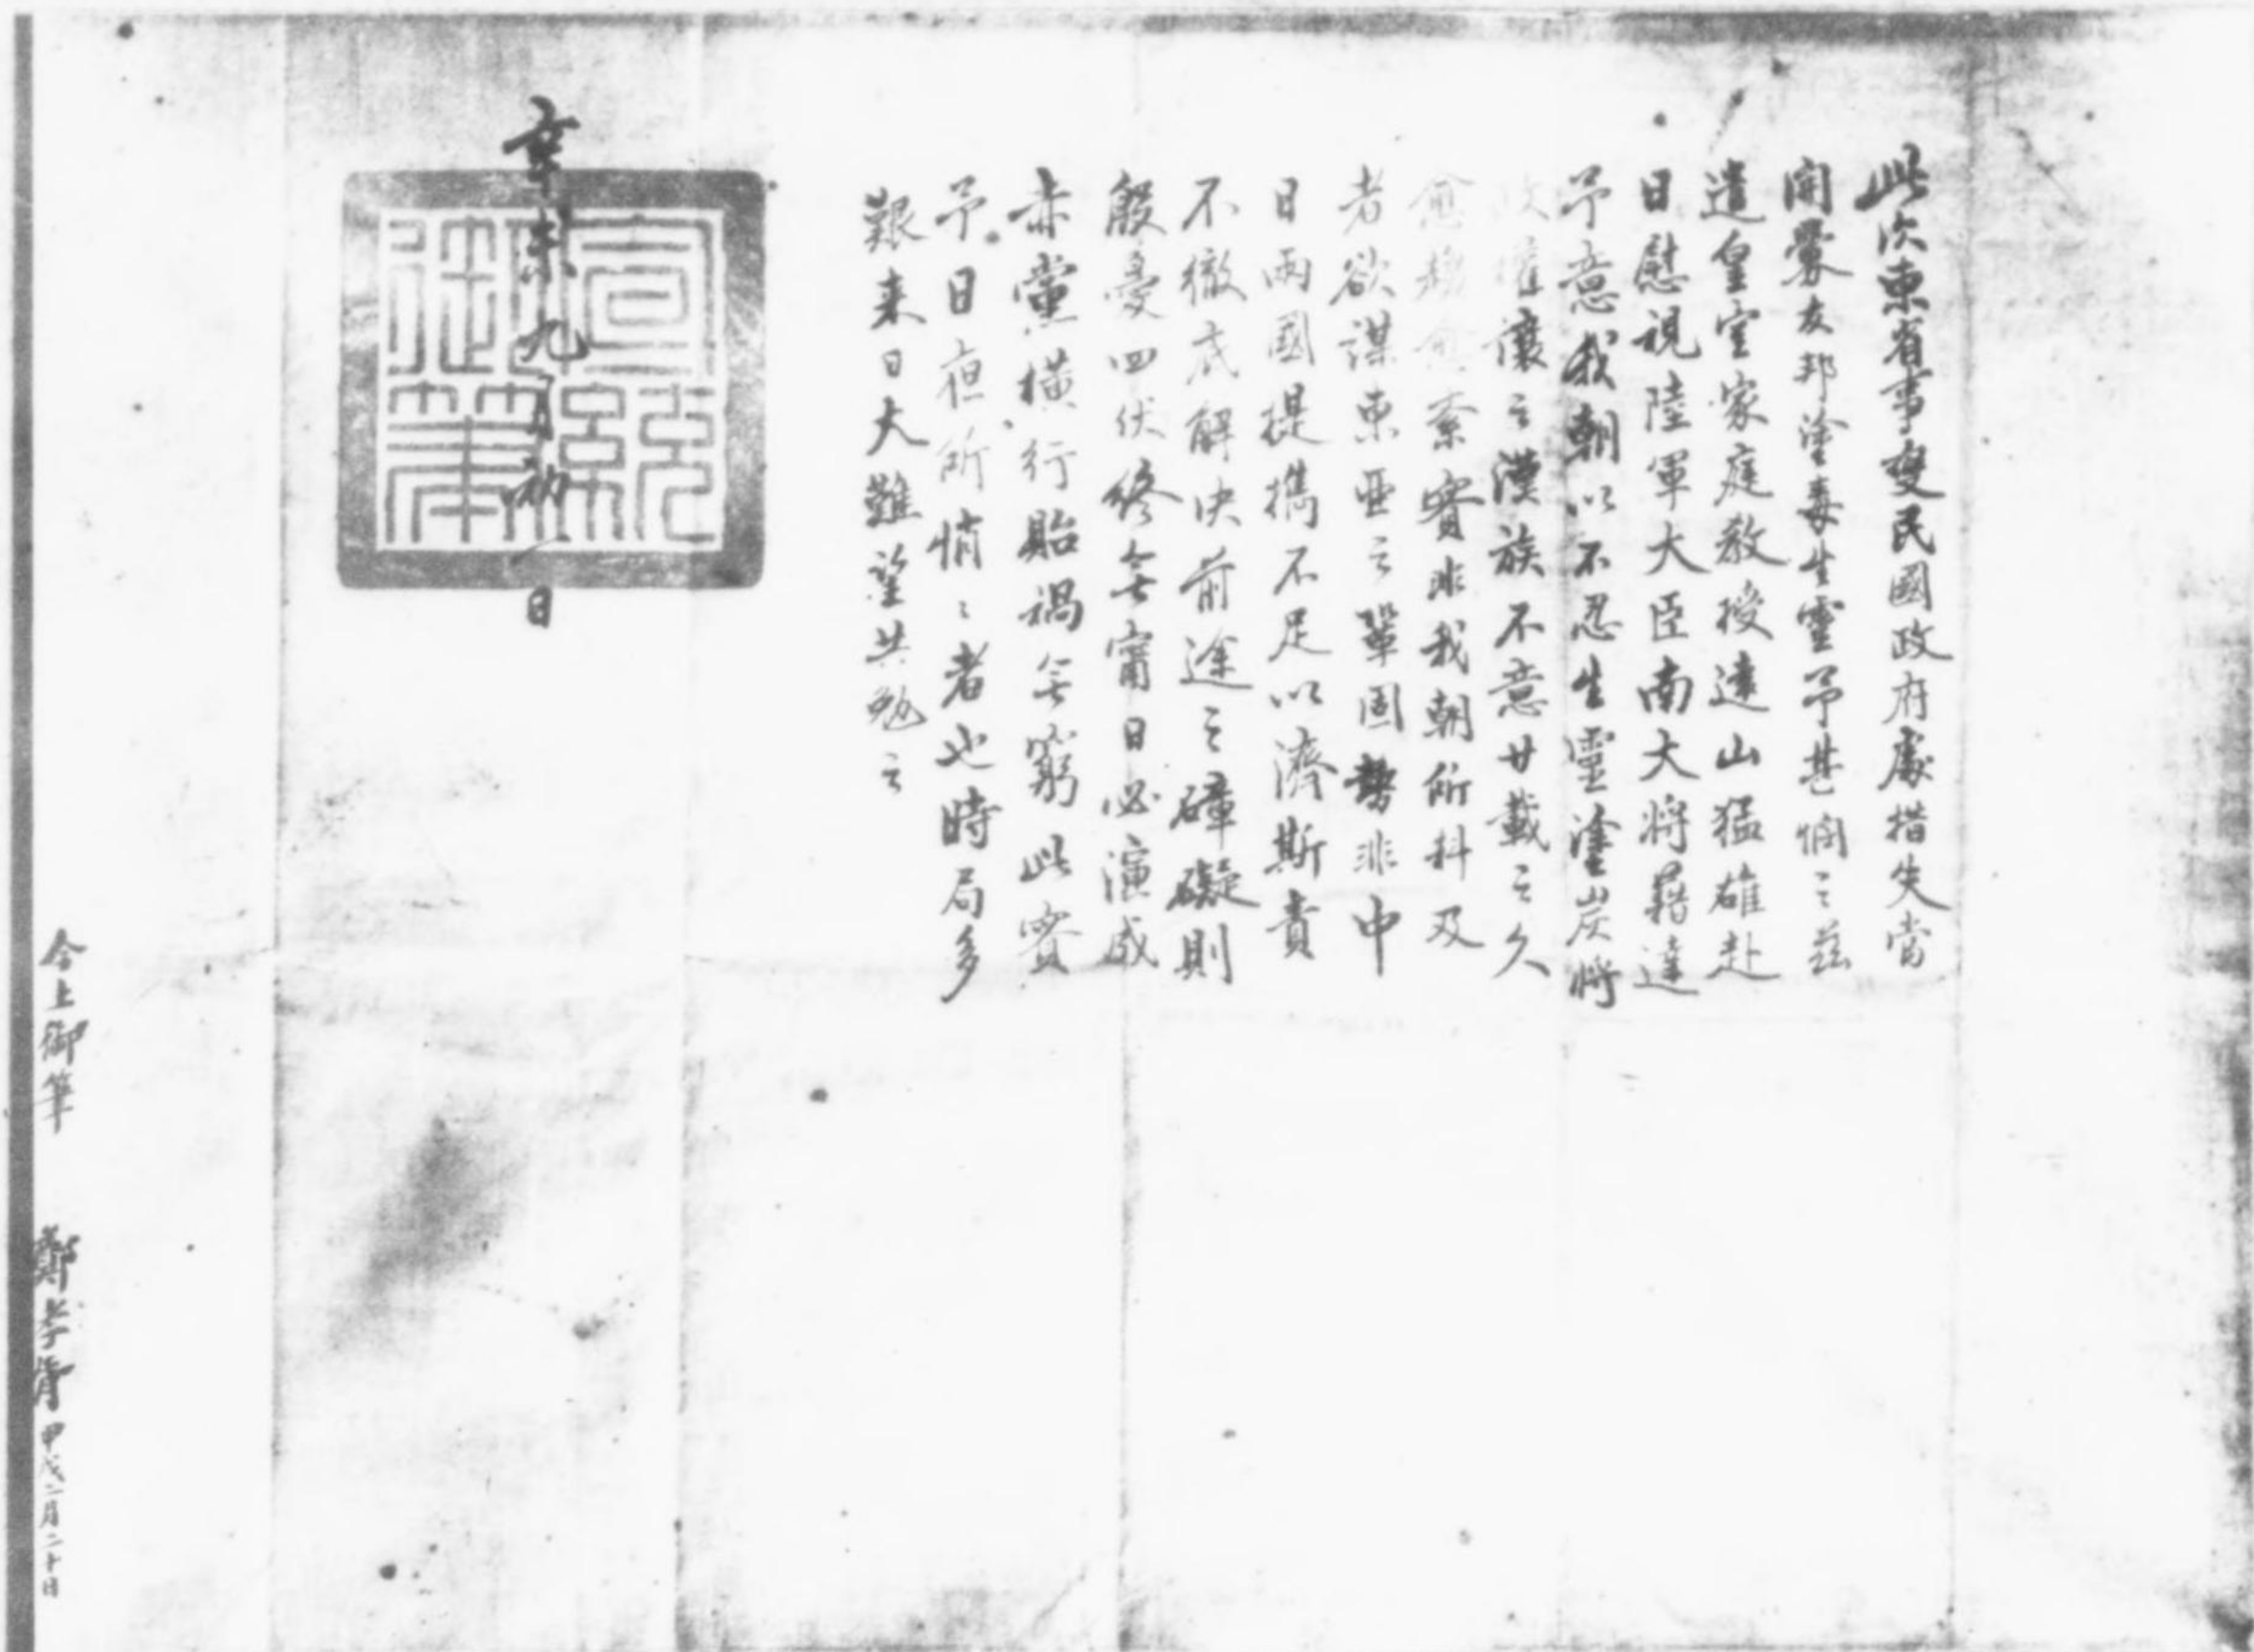 此次東省事變民國政府處措失當
開釁友邦塗毒生靈予甚憫之茲
遣皇室家庭教授遠山猛雄赴
日慰視陸軍大臣南大將藉達
予意我朝以不忍生靈塗炭將
政權讓之漢族不意廿載之久
愈趨愈紊實非我朝所料及
者欲謀東亞之鞏固勢非中
日兩國提攜不足以濟斯責
不徹底解決前途之障礙則
殷憂四伏終無寧日必演成
赤黨橫行貽禍無窮此實
予日夜所悄〻者也時局多
艱来日大難望共勉之
辛未九月初一日
宣統御筆
今上御筆 鄭孝胥 甲戌二月二十日